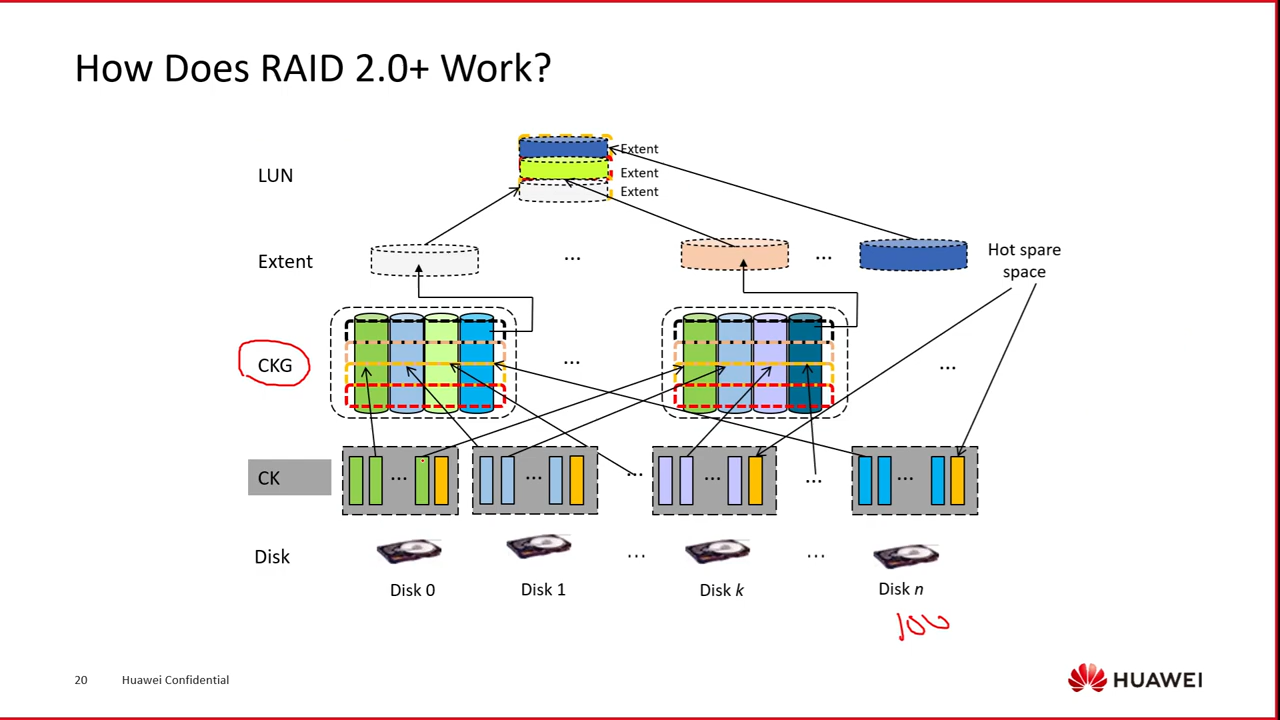 How Does RAID 2.0+ Work?
LUN
Extent
Extent
Extent
Extent
...
...
Hot spare
space
CKG
...
...
CK
...
...
...
...
...
...
Disk
...
...
Disk 0
Disk 1
Disk k
Disk n
100
20
Huawei Confidential
HUAWEI